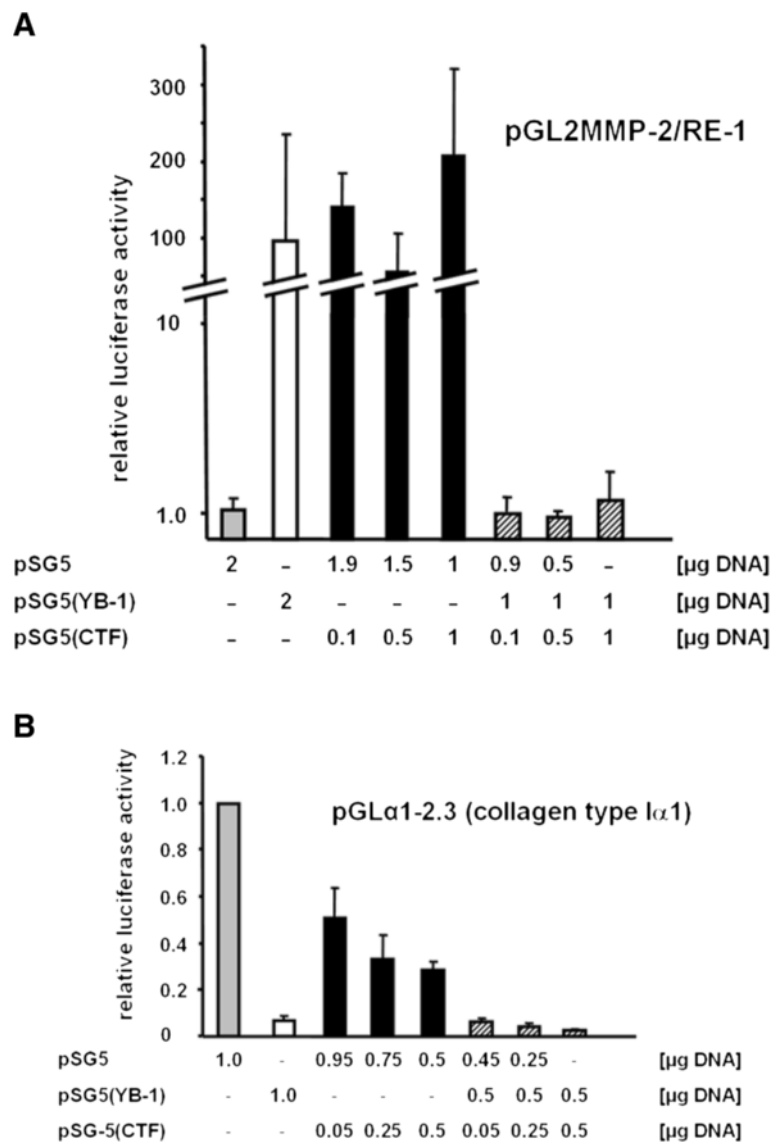 A
300
200
100
10
1.0
relative luciferase activity
pGL2MMP-2/RE-1
pSG5 2 – 1.9 1.5 1 0.9 0.5 – [µg DNA]
pSG5(YB-1) – 2 – – – 1 1 1 [µg DNA]
pSG5(CTF) – – 0.1 0.5 1 0.1 0.5 1 [µg DNA]
B
1.2
1.0
0.8
0.6
0.4
0.2
0
relative luciferase activity
pGLα1-2.3 (collagen type Iα1)
pSG5 1.0 - 0.95 0.75 0.5 0.45 0.25 - [µg DNA]
pSG5(YB-1) - 1.0 - - - 0.5 0.5 0.5 [µg DNA]
pSG-5(CTF) - - 0.05 0.25 0.5 0.05 0.25 0.5 [µg DNA]